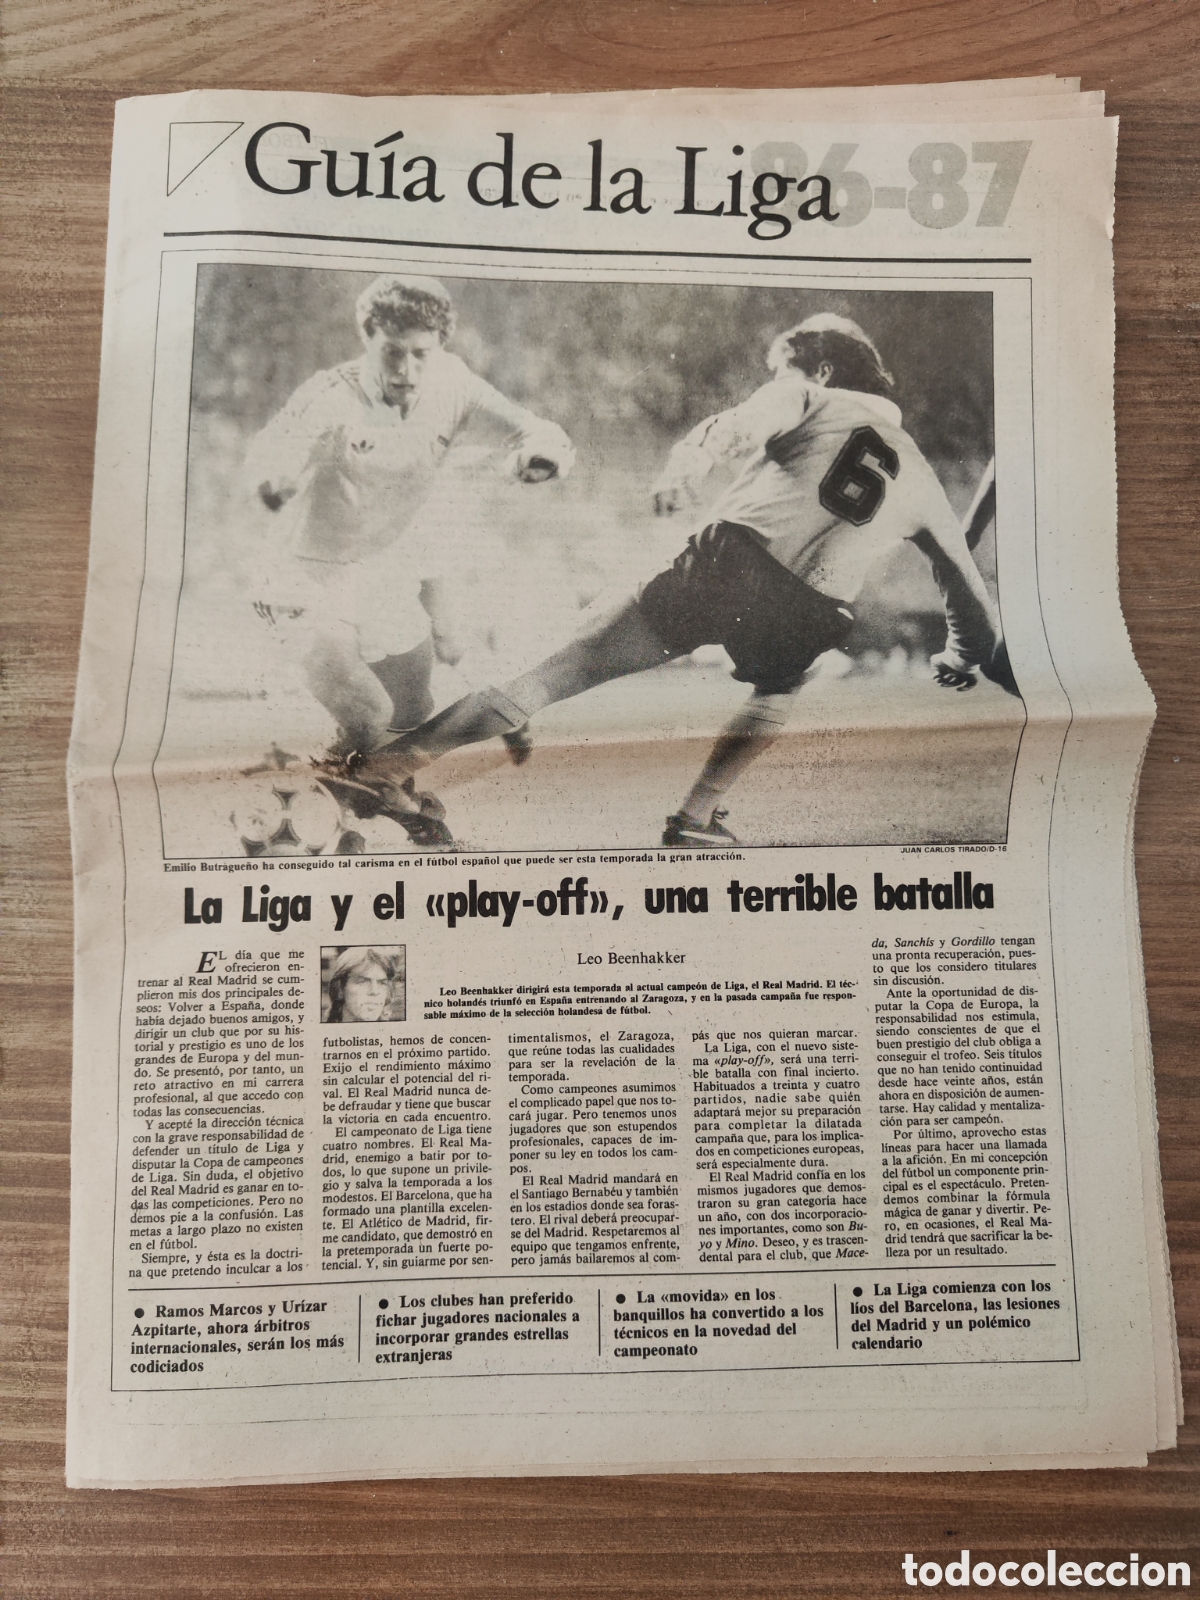 Guía de la Liga 86-87
JUAN CARLOS TIRADO/D-16
Emilio Butragueño ha conseguido tal carisma en el fútbol español que puede ser esta temporada la gran atracción.
La Liga y el «play-off», una terrible batalla
Leo Beenhakker
Leo Beenhakker dirigirá esta temporada al actual campeón de Liga, el Real Madrid. El téc-
nico holandés triunfó en España entrenando al Zaragoza, y en la pasada campaña fue respon-
sable máximo de la selección holandesa de fútbol.
EL día que me
ofrecieron en-
trenar al Real Madrid se cum-
plieron mis dos principales de-
seos: Volver a España, donde
había dejado buenos amigos, y
dirigir un club que por su his-
torial y prestigio es uno de los
grandes de Europa y del mun-
do. Se presentó, por tanto, un
reto atractivo en mi carrera
profesional, al que accedo con
todas las consecuencias.
Y acepté la dirección técnica
con la grave responsabilidad de
defender un título de Liga y
disputar la Copa de campeones
de Liga. Sin duda, el objetivo
del Real Madrid es ganar en to-
das las competiciones. Pero no
demos pie a la confusión. Las
metas a largo plazo no existen
en el fútbol.
Siempre, y ésta es la doctri-
na que pretendo inculcar a los
futbolistas, hemos de concen-
trarnos en el próximo partido.
Exijo el rendimiento máximo
sin calcular el potencial del ri-
val. El Real Madrid nunca de-
be defraudar y tiene que buscar
la victoria en cada encuentro.
El campeonato de Liga tiene
cuatro nombres. El Real Ma-
drid, enemigo a batir por to-
dos, lo que supone un privile-
gio y salva la temporada a los
modestos. El Barcelona, que ha
formado una plantilla excelen-
te. El Atlético de Madrid, fir-
me candidato, que demostró en
la pretemporada un fuerte po-
tencial. Y, sin guiarme por sen-
timentalismos, el Zaragoza,
que reúne todas las cualidades
para ser la revelación de la
temporada.
Como campeones asumimos
el complicado papel que nos to-
cará jugar. Pero tenemos unos
jugadores que son estupendos
profesionales, capaces de im-
poner su ley en todos los cam-
pos.
El Real Madrid mandará en
el Santiago Bernabéu y también
en los estadios donde sea foras-
tero. El rival deberá preocupar-
se del Madrid. Respetaremos al
equipo que tengamos enfrente,
pero jamás bailaremos al com-
pás que nos quieran marcar.
La Liga, con el nuevo siste-
ma «play-off», será una terri-
ble batalla con final incierto.
Habituados a treinta y cuatro
partidos, nadie sabe quién
adaptará mejor su preparación
para completar la dilatada
campaña que, para los implica-
dos en competiciones europeas,
será especialmente dura.
El Real Madrid confía en los
mismos jugadores que demos-
traron su gran categoría hace
un año, con dos incorporacio-
nes importantes, como son Bu-
yo y Mino. Deseo, y es trascen-
dental para el club, que Mace-
da, Sanchís y Gordillo tengan
una pronta recuperación, pues-
to que los considero titulares
sin discusión.
Ante la oportunidad de dis-
putar la Copa de Europa, la
responsabilidad nos estimula,
siendo conscientes de que el
buen prestigio del club obliga a
conseguir el trofeo. Seis títulos
que no han tenido continuidad
desde hace veinte años, están
ahora en disposición de aumen-
tarse. Hay calidad y mentaliza-
ción para ser campeón.
Por último, aprovecho estas
líneas para hacer una llamada
a la afición. En mi concepción
del fútbol un componente prin-
cipal es el espectáculo. Preten-
demos combinar la fórmula
mágica de ganar y divertir. Pe-
ro, en ocasiones, el Real Ma-
drid tendrá que sacrificar la be-
lleza por un resultado.
● Ramos Marcos y Urízar
Azpitarte, ahora árbitros
internacionales, serán los más
codiciados
● Los clubes han preferido
fichar jugadores nacionales a
incorporar grandes estrellas
extranjeras
● La «movida» en los
banquillos ha convertido a los
técnicos en la novedad del
campeonato
● La Liga comienza con los
líos del Barcelona, las lesiones
del Madrid y un polémico
calendario
6
todocoleccion